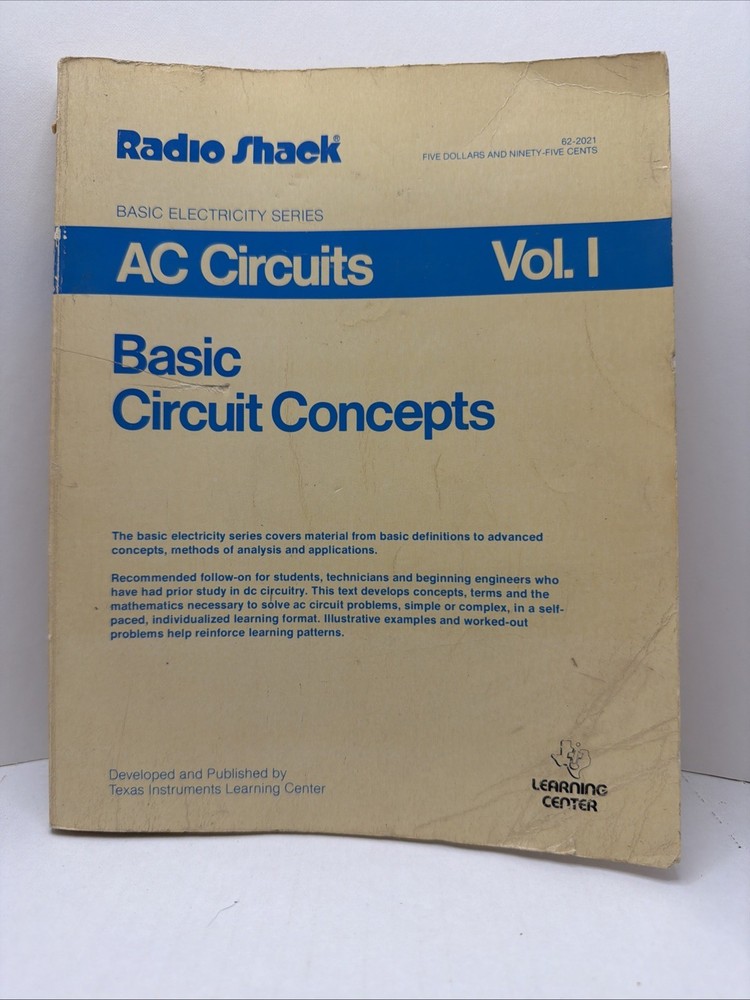 Radio Shack®
62-2021
FIVE DOLLARS AND NINETY-FIVE CENTS
BASIC ELECTRICITY SERIES
AC Circuits Vol. I
Basic
Circuit Concepts
The basic electricity series covers material from basic definitions to advanced
concepts, methods of analysis and applications.
Recommended follow-on for students, technicians and beginning engineers who
have had prior study in dc circuitry. This text develops concepts, terms and the
mathematics necessary to solve ac circuit problems, simple or complex, in a self-
paced, individualized learning format. Illustrative examples and worked-out
problems help reinforce learning patterns.
Developed and Published by
Texas Instruments Learning Center
LEARNING
CENTER